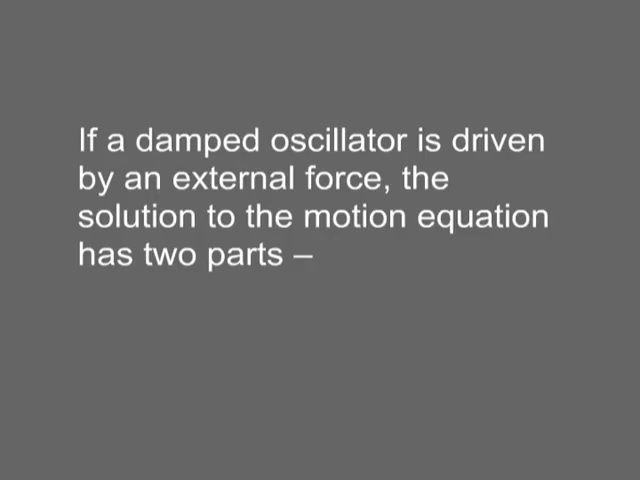 If a damped oscillator is driven
by an external force, the
solution to the motion equation
has two parts –